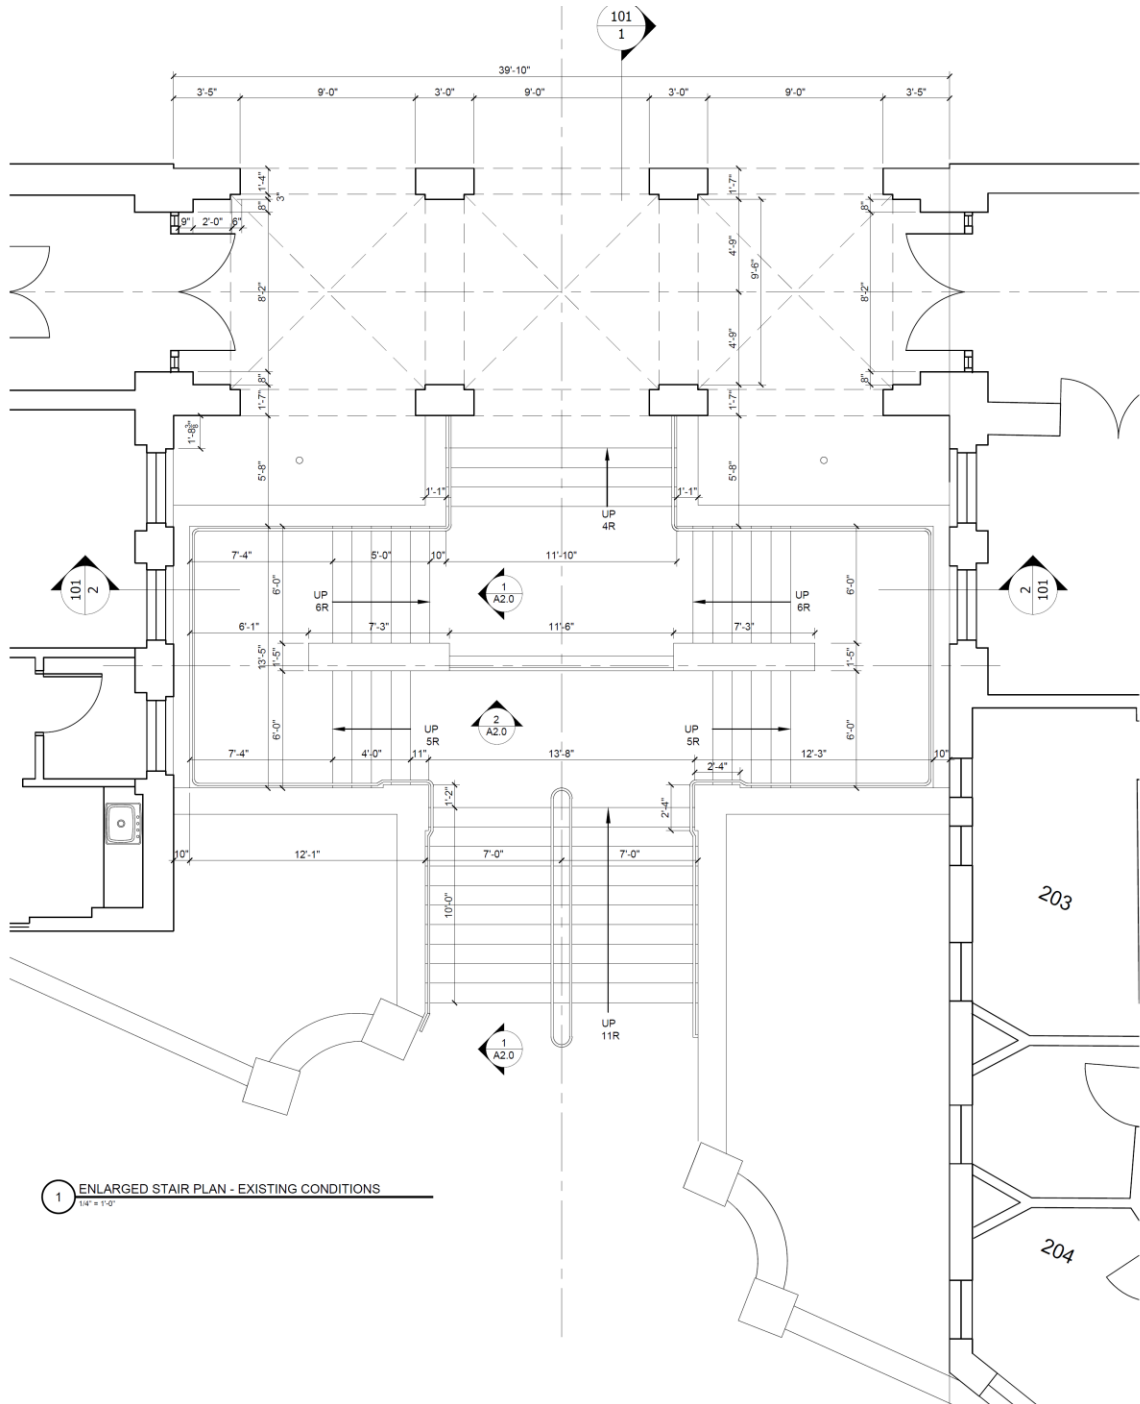 101
1
39'-10"
3'-5" 9'-0" 3'-0" 9'-0" 3'-0" 9'-0" 3'-5"
1'-4"
3"
1'-7"
8"
8"
9" 2'-0" 6"
4'-9"
9'-6"
8'-2"
8'-2"
4'-9"
8"
8"
1'-7"
1'-7"
1'-8⅜"
5'-8"
5'-8"
1'-1"
1'-1"
UP
4R
7'-4" 5'-0" 10" 11'-10"
101
2
6'-0"
UP
6R
1
A2.0
UP
6R
6'-0"
2
101
6'-1" 7'-3" 11'-6" 7'-3"
13'-5"
1'-5"
1'-5"
6'-0"
UP
5R
2
A2.0
UP
5R
6'-0"
7'-4" 4'-0" 11" 13'-8" 12'-3" 10"
2'-4"
1'-2"
2'-4"
10" 12'-1" 7'-0" 7'-0"
10'-0"
203
UP
11R
1
A2.0
1
ENLARGED STAIR PLAN - EXISTING CONDITIONS
1/4" = 1'-0"
204